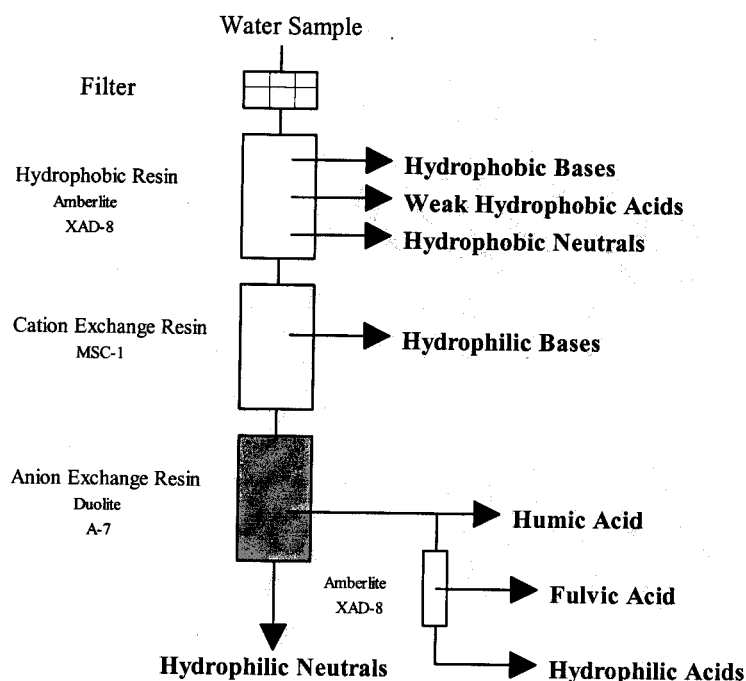 Water Sample
Filter
Hydrophobic Resin
Amberlite
XAD-8
Hydrophobic Bases
Weak Hydrophobic Acids
Hydrophobic Neutrals
Cation Exchange Resin
MSC-1
Hydrophilic Bases
Anion Exchange Resin
Duolite
A-7
Humic Acid
Amberlite
XAD-8
Fulvic Acid
Hydrophilic Neutrals
Hydrophilic Acids